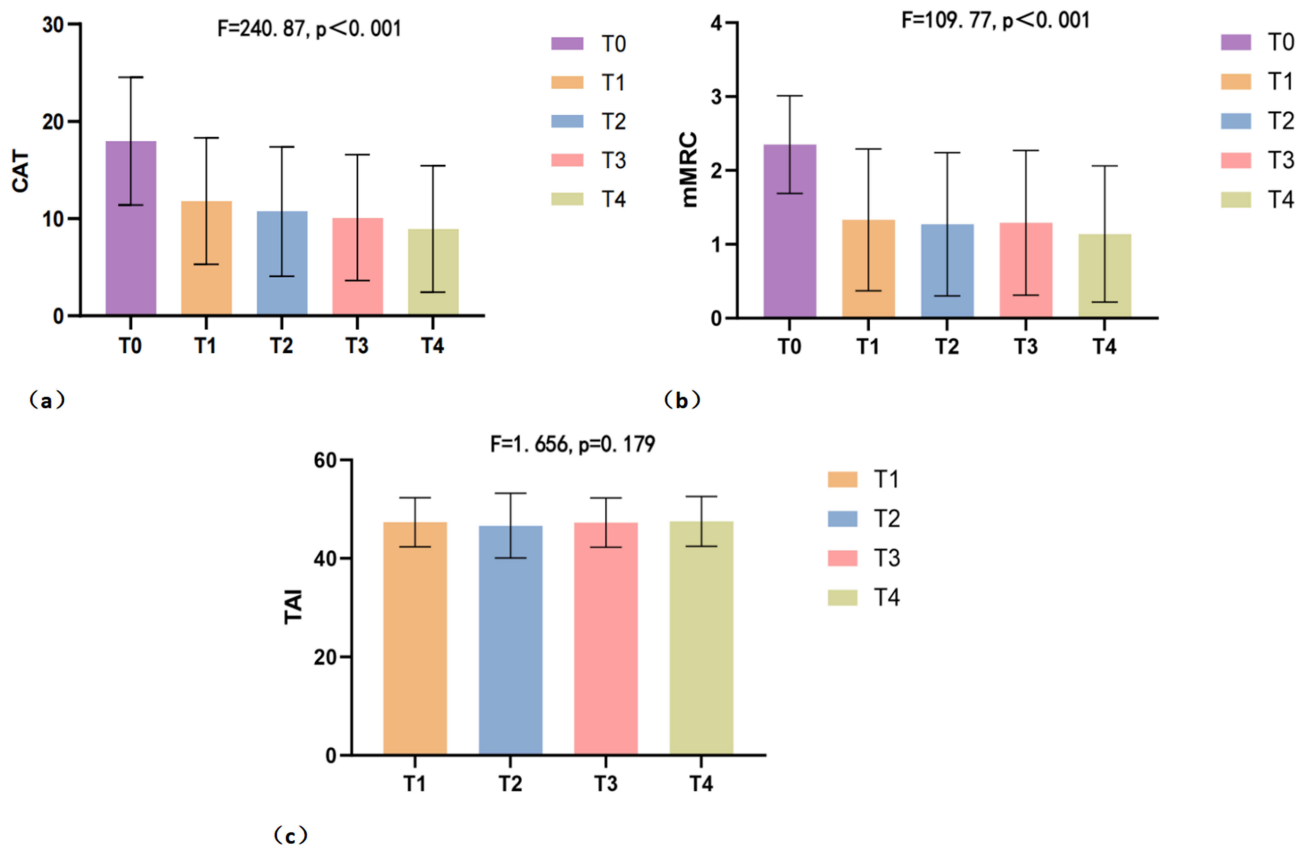 F=240.87, p＜0.001
CAT
30
20
10
0
T0 T1 T2 T3 T4
T0
T1
T2
T3
T4
（a）
F=109.77, p＜0.001
mMRC
4
3
2
1
0
T0 T1 T2 T3 T4
T0
T1
T2
T3
T4
（b）
F=1.656, p=0.179
TAI
60
40
20
0
T1 T2 T3 T4
T1
T2
T3
T4
（c）